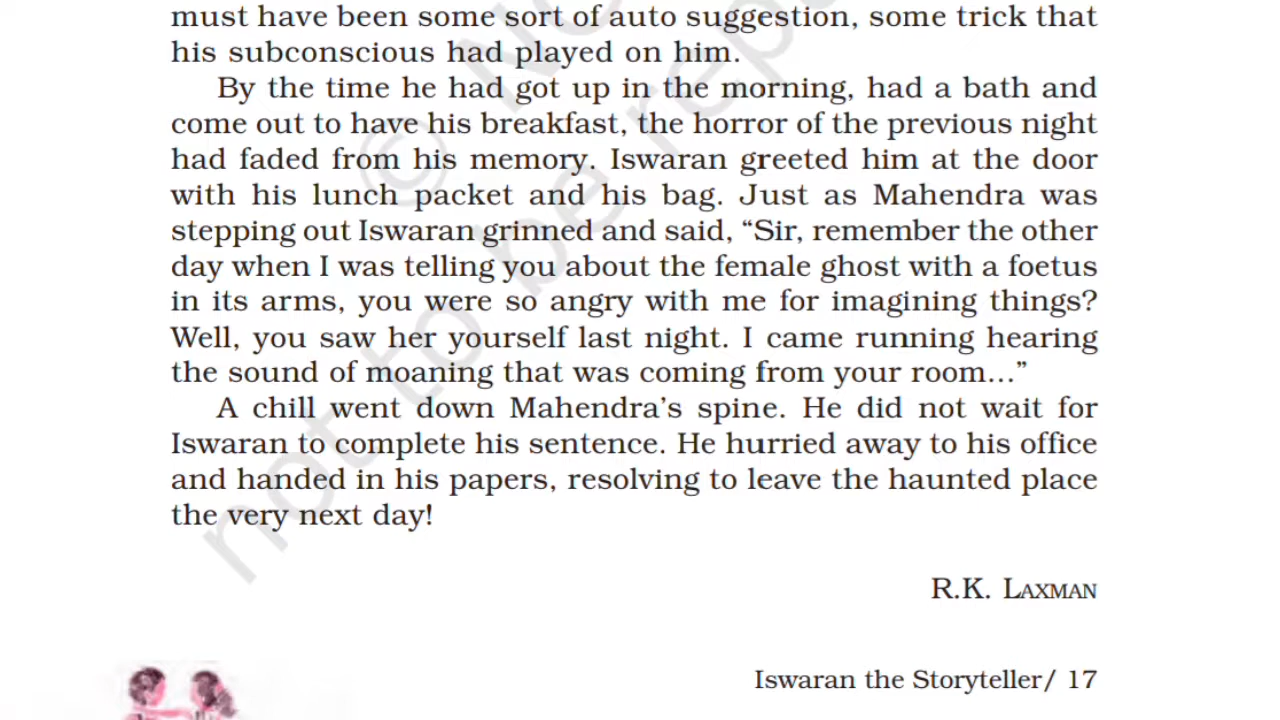 must have been some sort of auto suggestion, some trick that
his subconscious had played on him.
By the time he had got up in the morning, had a bath and
come out to have his breakfast, the horror of the previous night
had faded from his memory. Iswaran greeted him at the door
with his lunch packet and his bag. Just as Mahendra was
stepping out Iswaran grinned and said, “Sir, remember the other
day when I was telling you about the female ghost with a foetus
in its arms, you were so angry with me for imagining things?
Well, you saw her yourself last night. I came running hearing
the sound of moaning that was coming from your room...”
A chill went down Mahendra’s spine. He did not wait for
Iswaran to complete his sentence. He hurried away to his office
and handed in his papers, resolving to leave the haunted place
the very next day!
R.K. LAXMAN
Iswaran the Storyteller/ 17
© NO
not to be repu